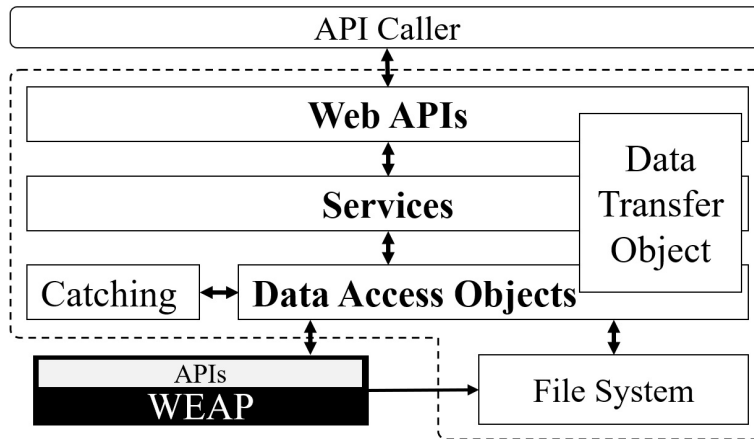 API Caller
Web APIs
Data
Transfer
Object
Services
Catching
Data Access Objects
APIs
WEAP
File System